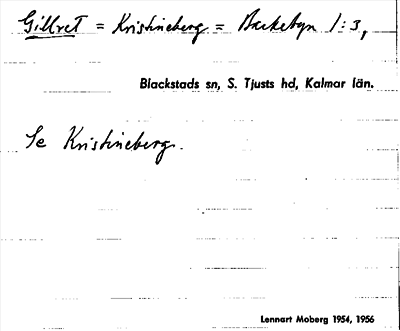 Gillret = Kristineberg = Backebyn 1:3,
Blackstads sn, S. Tjusts hd, Kalmar län.
Se Kristineberg.
Lennart Moberg 1954, 1956